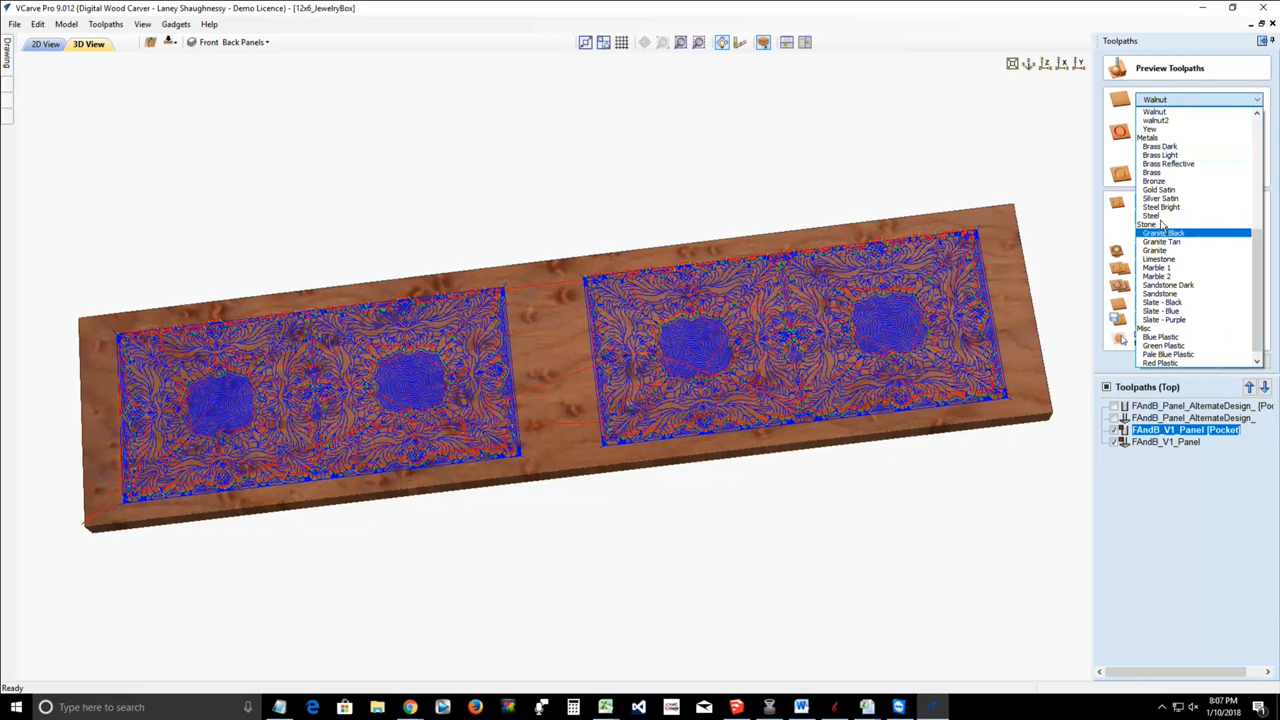 VCarve Pro 9.012 {Digital Wood Carver - Laney Shaughnessy - Demo Licence} - [12x6_JewelryBox]
File Edit Model Toolpaths View Gadgets Help
Drawing
2D View 3D View
Front Back Panels
Toolpaths
Preview Toolpaths
Walnut
Walnut
walnut2
Yew
Metals
Brass Dark
Brass Light
Brass Reflective
Brass
Bronze
Gold Satin
Silver Satin
Steel Bright
Steel
Stone
Granite Black
Granite Tan
Granite
Limestone
Marble 1
Marble 2
Sandstone Dark
Sandstone
Slate - Black
Slate - Blue
Slate - Purple
Misc
Blue Plastic
Green Plastic
Pale Blue Plastic
Red Plastic
Toolpaths (Top)
FAndB_Panel_AlternateDesign_ [Poc
FAndB_Panel_AlternateDesign_
FAndB_V1_Panel [Pocket]
FAndB_V1_Panel
Ready
Type here to search
8:07 PM
1/10/2018